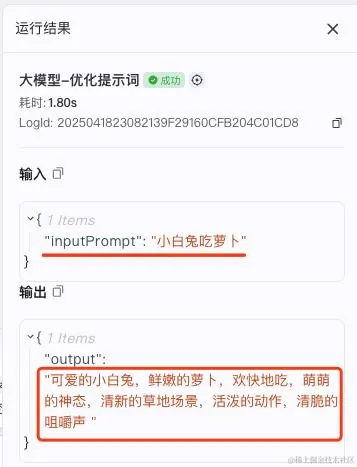 运行结果
大模型-优化提示词 成功
耗时: 1.80s
LogId: 2025041823082139F29160CFB204C01CD8
输入
{ 1 Items
"inputPrompt": "小白兔吃萝卜"
}
输出
{ 1 Items
"output":
"可爱的小白兔，鲜嫩的萝卜，欢快地吃，萌萌
的神态，清新的草地场景，活泼的动作，清脆的
咀嚼声 "
}
@稀土掘金技术社区